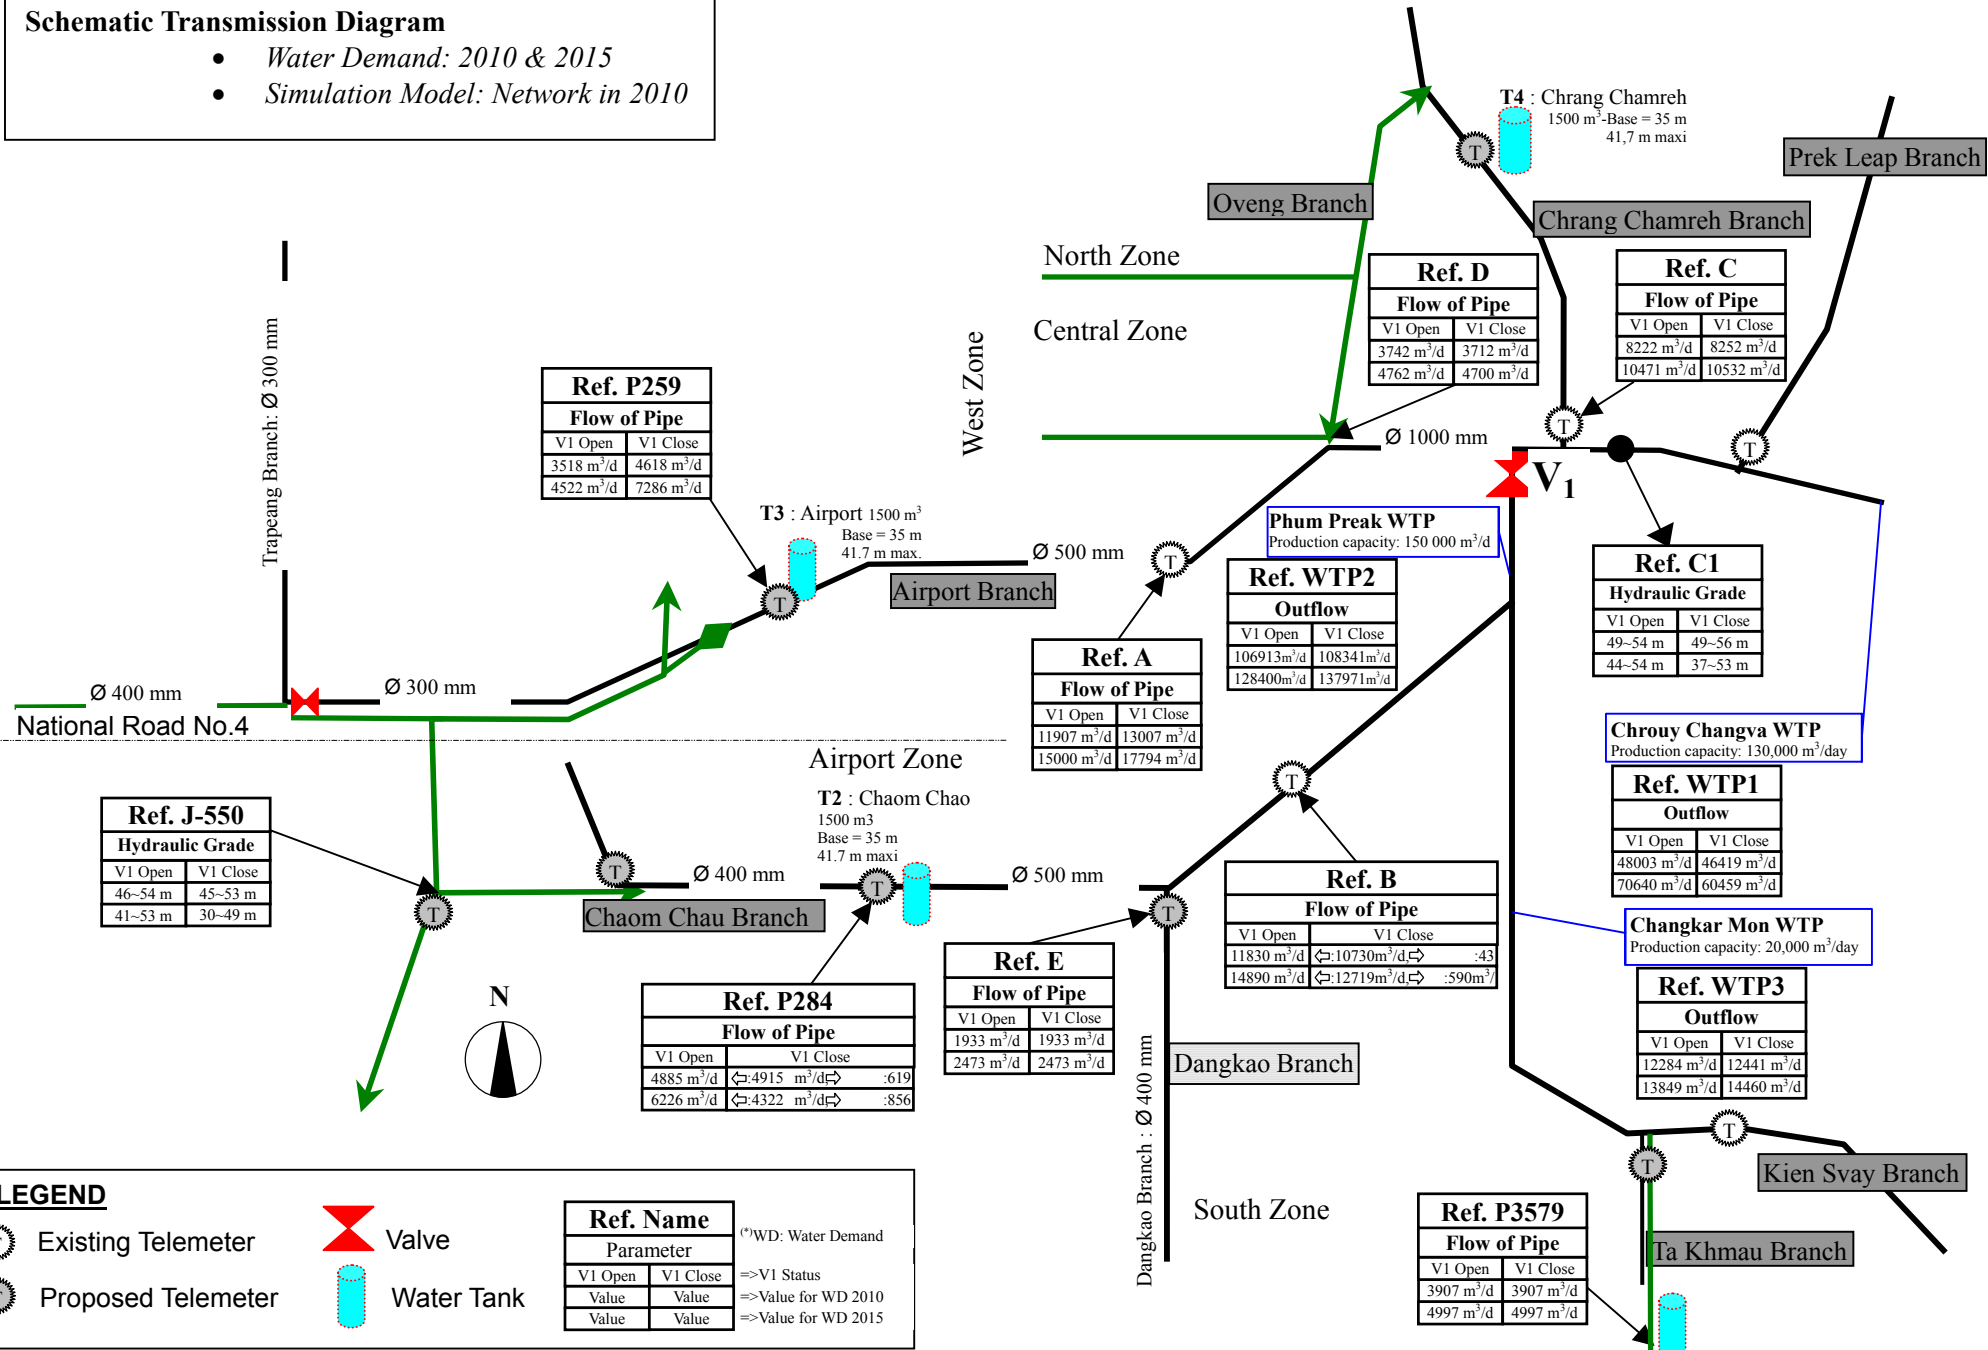 Schematic Transmission Diagram
• Water Demand: 2010 & 2015
• Simulation Model: Network in 2010
T4 : Chrang Chamreh
1500 m³-Base = 35 m
41,7 m maxi
Prek Leap Branch
Oveng Branch
Chrang Chamreh Branch
North Zone
Central Zone
West Zone
Ref. D
Flow of Pipe
V1 Open V1 Close
3742 m³/d 3712 m³/d
4762 m³/d 4700 m³/d
Ref. C
Flow of Pipe
V1 Open V1 Close
8222 m³/d 8252 m³/d
10471 m³/d 10532 m³/d
Trapeang Branch: Ø 300 mm
Ref. P259
Flow of Pipe
V1 Open V1 Close
3518 m³/d 4618 m³/d
4522 m³/d 7286 m³/d
T3 : Airport 1500 m³
Base = 35 m
41.7 m max.
Ø 500 mm
Airport Branch
Ø 1000 mm
T
T
T
T
T
V₁
Phum Preak WTP
Production capacity: 150 000 m³/d
Ref. WTP2
Outflow
V1 Open V1 Close
106913m³/d 108341m³/d
128400m³/d 137971m³/d
Ref. C1
Hydraulic Grade
V1 Open V1 Close
49~54 m 49~56 m
44~54 m 37~53 m
Ref. A
Flow of Pipe
V1 Open V1 Close
11907 m³/d 13007 m³/d
15000 m³/d 17794 m³/d
Ø 400 mm
Ø 300 mm
National Road No.4
Airport Zone
Chrouy Changva WTP
Production capacity: 130,000 m³/day
Ref. WTP1
Outflow
V1 Open V1 Close
48003 m³/d 46419 m³/d
70640 m³/d 60459 m³/d
T2 : Chaom Chao
1500 m3
Base = 35 m
41.7 m maxi
Ref. J-550
Hydraulic Grade
V1 Open V1 Close
46~54 m 45~53 m
41~53 m 30~49 m
T
T
T
T
T
Ø 400 mm
Ø 500 mm
Chaom Chau Branch
Ref. B
Flow of Pipe
V1 Open V1 Close
11830 m³/d ⇦:10730m³/d,⇨ :43
14890 m³/d ⇦:12719m³/d,⇨ :590m³/
Changkar Mon WTP
Production capacity: 20,000 m³/day
Ref. WTP3
Outflow
V1 Open V1 Close
12284 m³/d 12441 m³/d
13849 m³/d 14460 m³/d
N
Ref. P284
Flow of Pipe
V1 Open V1 Close
4885 m³/d ⇦:4915 m³/d,⇨ :619
6226 m³/d ⇦:4322 m³/d,⇨ :856
Ref. E
Flow of Pipe
V1 Open V1 Close
1933 m³/d 1933 m³/d
2473 m³/d 2473 m³/d
Dangkao Branch
Dangkao Branch : Ø 400 mm
South Zone
T
T
Kien Svay Branch
Ta Khmau Branch
Ref. P3579
Flow of Pipe
V1 Open V1 Close
3907 m³/d 3907 m³/d
4997 m³/d 4997 m³/d
LEGEND
Existing Telemeter
Proposed Telemeter
Valve
Water Tank
Ref. Name
Parameter
V1 Open V1 Close
Value Value
Value Value
(*)WD: Water Demand
=>V1 Status
=>Value for WD 2010
=>Value for WD 2015